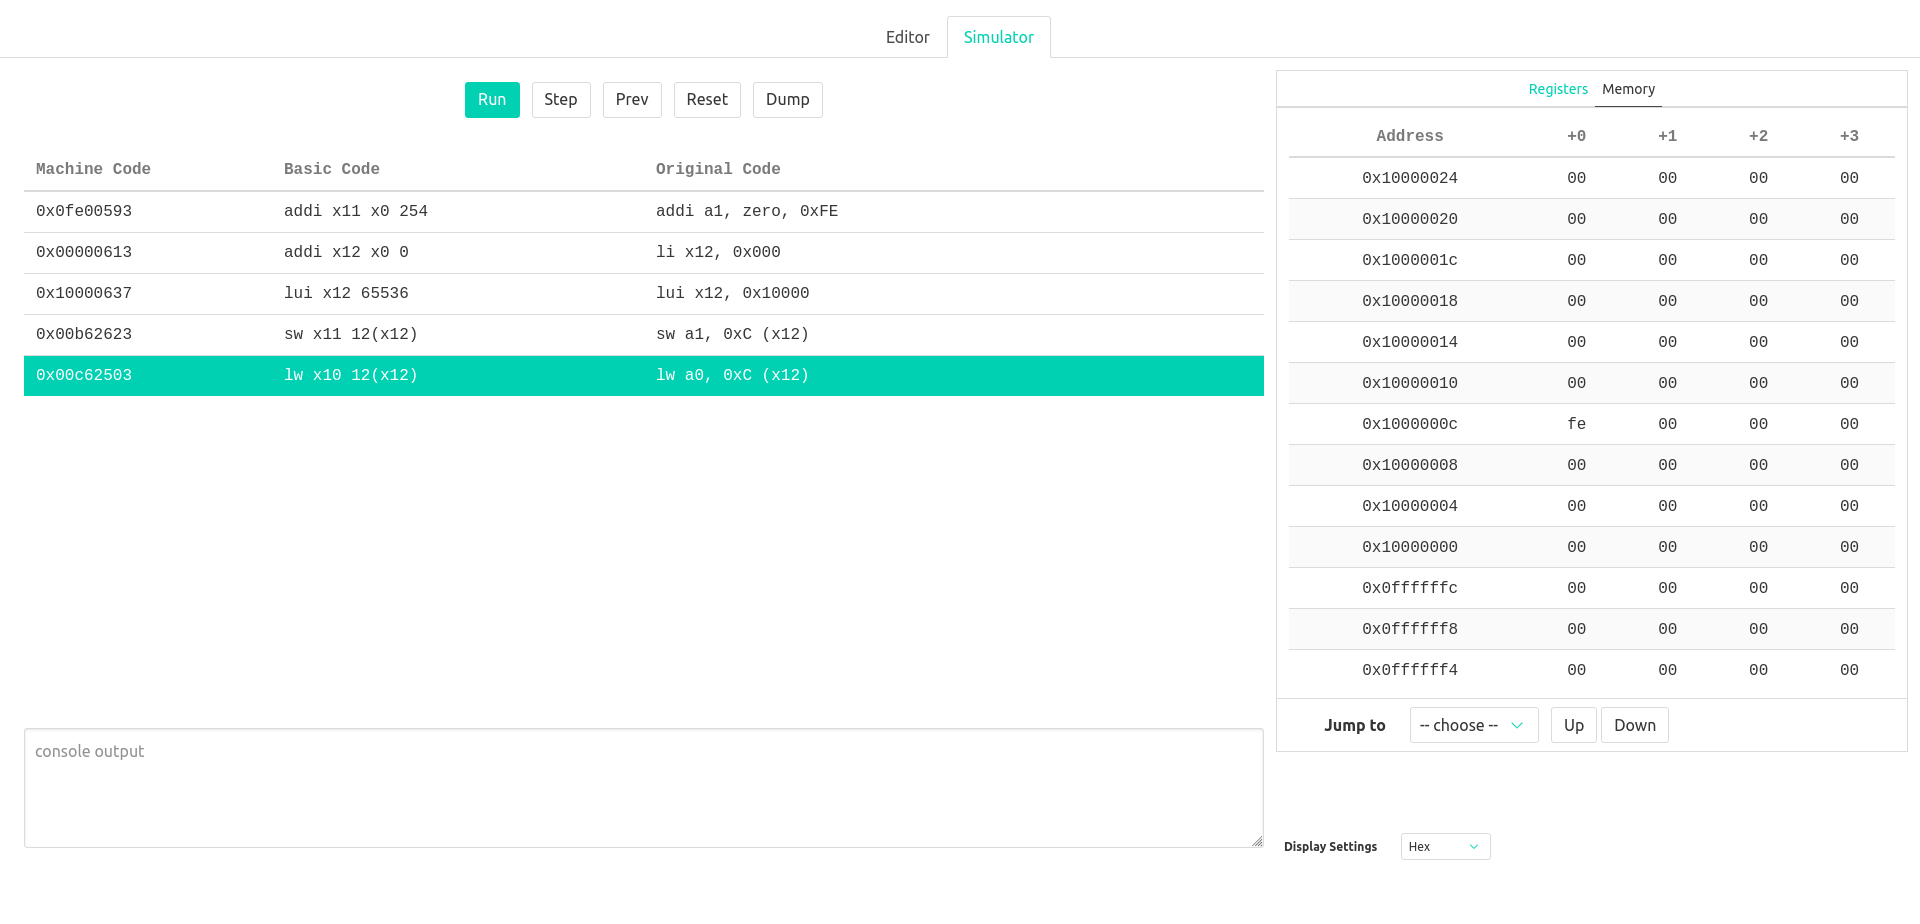 Editor Simulator
Run Step Prev Reset Dump
Machine Code Basic Code Original Code
0x0fe00593 addi x11 x0 254 addi a1, zero, 0xFE
0x00000613 addi x12 x0 0 li x12, 0x000
0x10000637 lui x12 65536 lui x12, 0x10000
0x00b62623 sw x11 12(x12) sw a1, 0xC (x12)
0x00c62503 lw x10 12(x12) lw a0, 0xC (x12)
console output
Registers Memory
Address +0 +1 +2 +3
0x10000024 00 00 00 00
0x10000020 00 00 00 00
0x1000001c 00 00 00 00
0x10000018 00 00 00 00
0x10000014 00 00 00 00
0x10000010 00 00 00 00
0x1000000c fe 00 00 00
0x10000008 00 00 00 00
0x10000004 00 00 00 00
0x10000000 00 00 00 00
0x0ffffffc 00 00 00 00
0x0ffffff8 00 00 00 00
0x0ffffff4 00 00 00 00
Jump to -- choose -- Up Down
Display Settings Hex